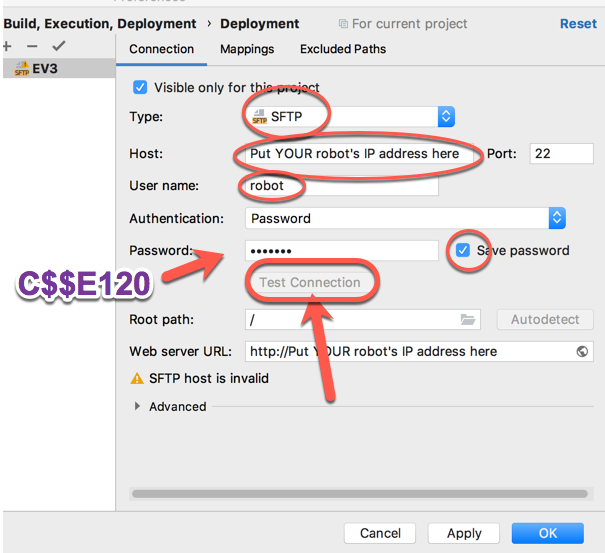 Preferences
Build, Execution, Deployment › Deployment For current project Reset
Connection Mappings Excluded Paths
SFTP EV3
Visible only for this project
Type: SFTP SFTP
Host: Put YOUR robot's IP address here Port: 22
User name: robot
Authentication: Password
Password: ••••••• Save password
C$$E120
Test Connection
Root path: / Autodetect
Web server URL: http://Put YOUR robot's IP address here
SFTP host is invalid
Advanced
Cancel Apply OK